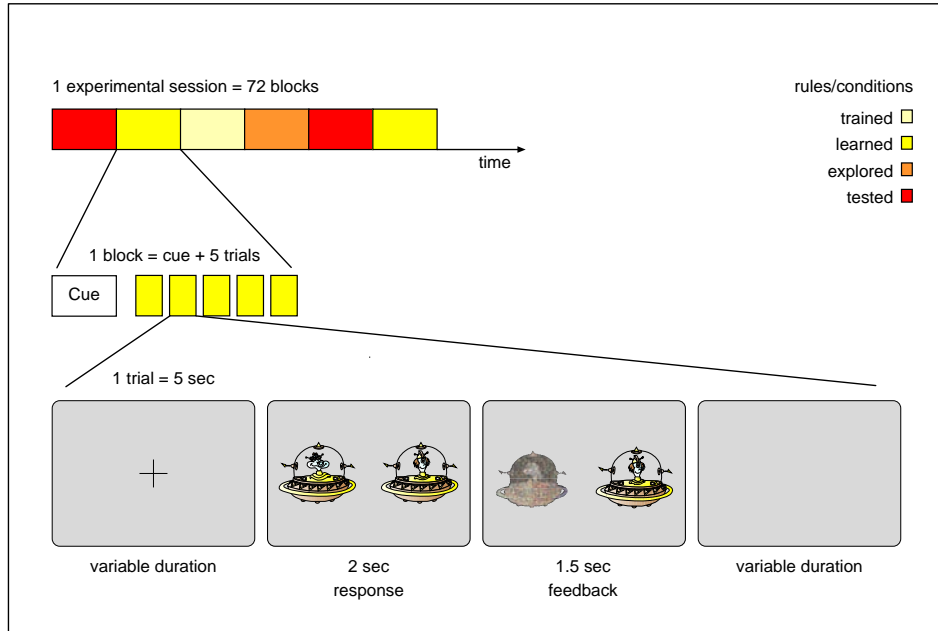 1 experimental session = 72 blocks
rules/conditions
trained
learned
explored
tested
time
1 block = cue + 5 trials
Cue
1 trial = 5 sec
variable duration
2 sec
response
1.5 sec
feedback
variable duration